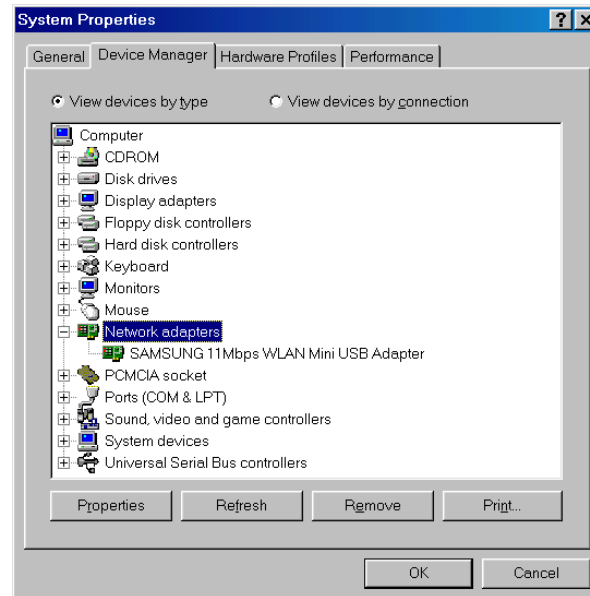 System Properties
General Device Manager Hardware Profiles Performance
View devices by type View devices by connection
Computer
CDROM
Disk drives
Display adapters
Floppy disk controllers
Hard disk controllers
Keyboard
Monitors
Mouse
Network adapters
SAMSUNG 11Mbps WLAN Mini USB Adapter
PCMCIA socket
Ports (COM & LPT)
Sound, video and game controllers
System devices
Universal Serial Bus controllers
Properties Refresh Remove Print...
OK Cancel